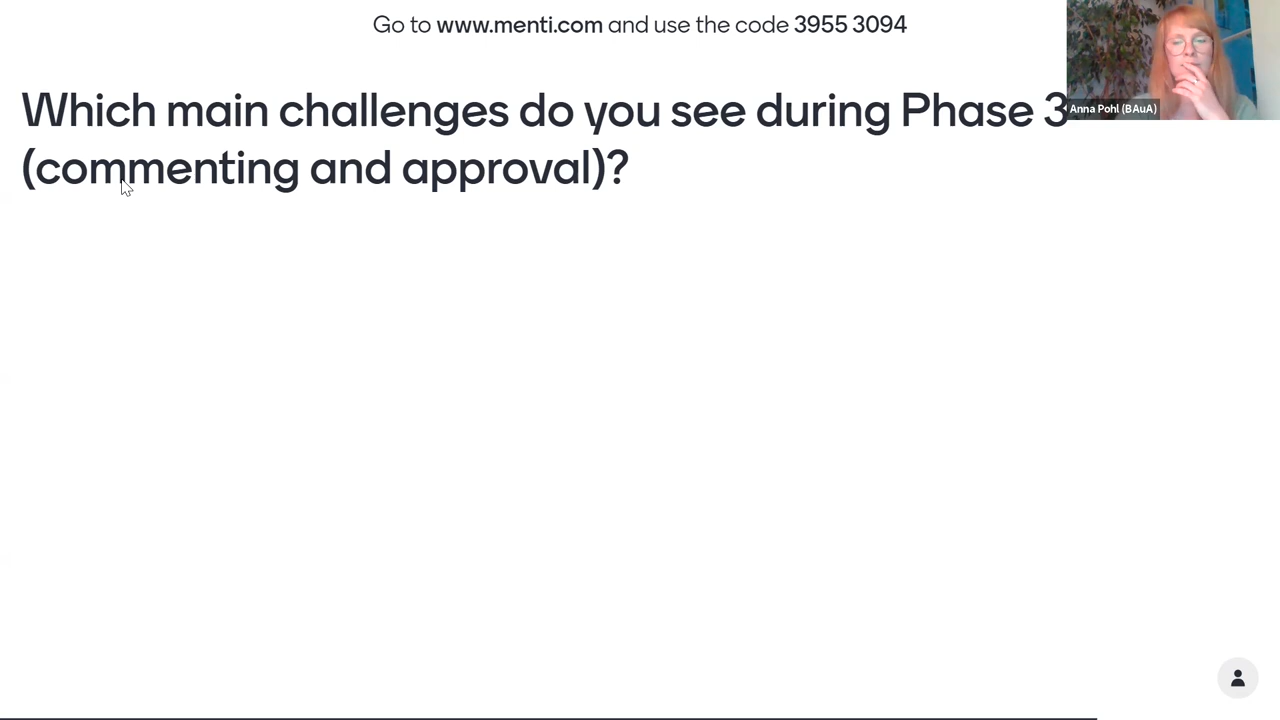 Go to www.menti.com and use the code 3955 3094
Which main challenges do you see during Phase 3
(commenting and approval)?
Anna Pohl (BAuA)